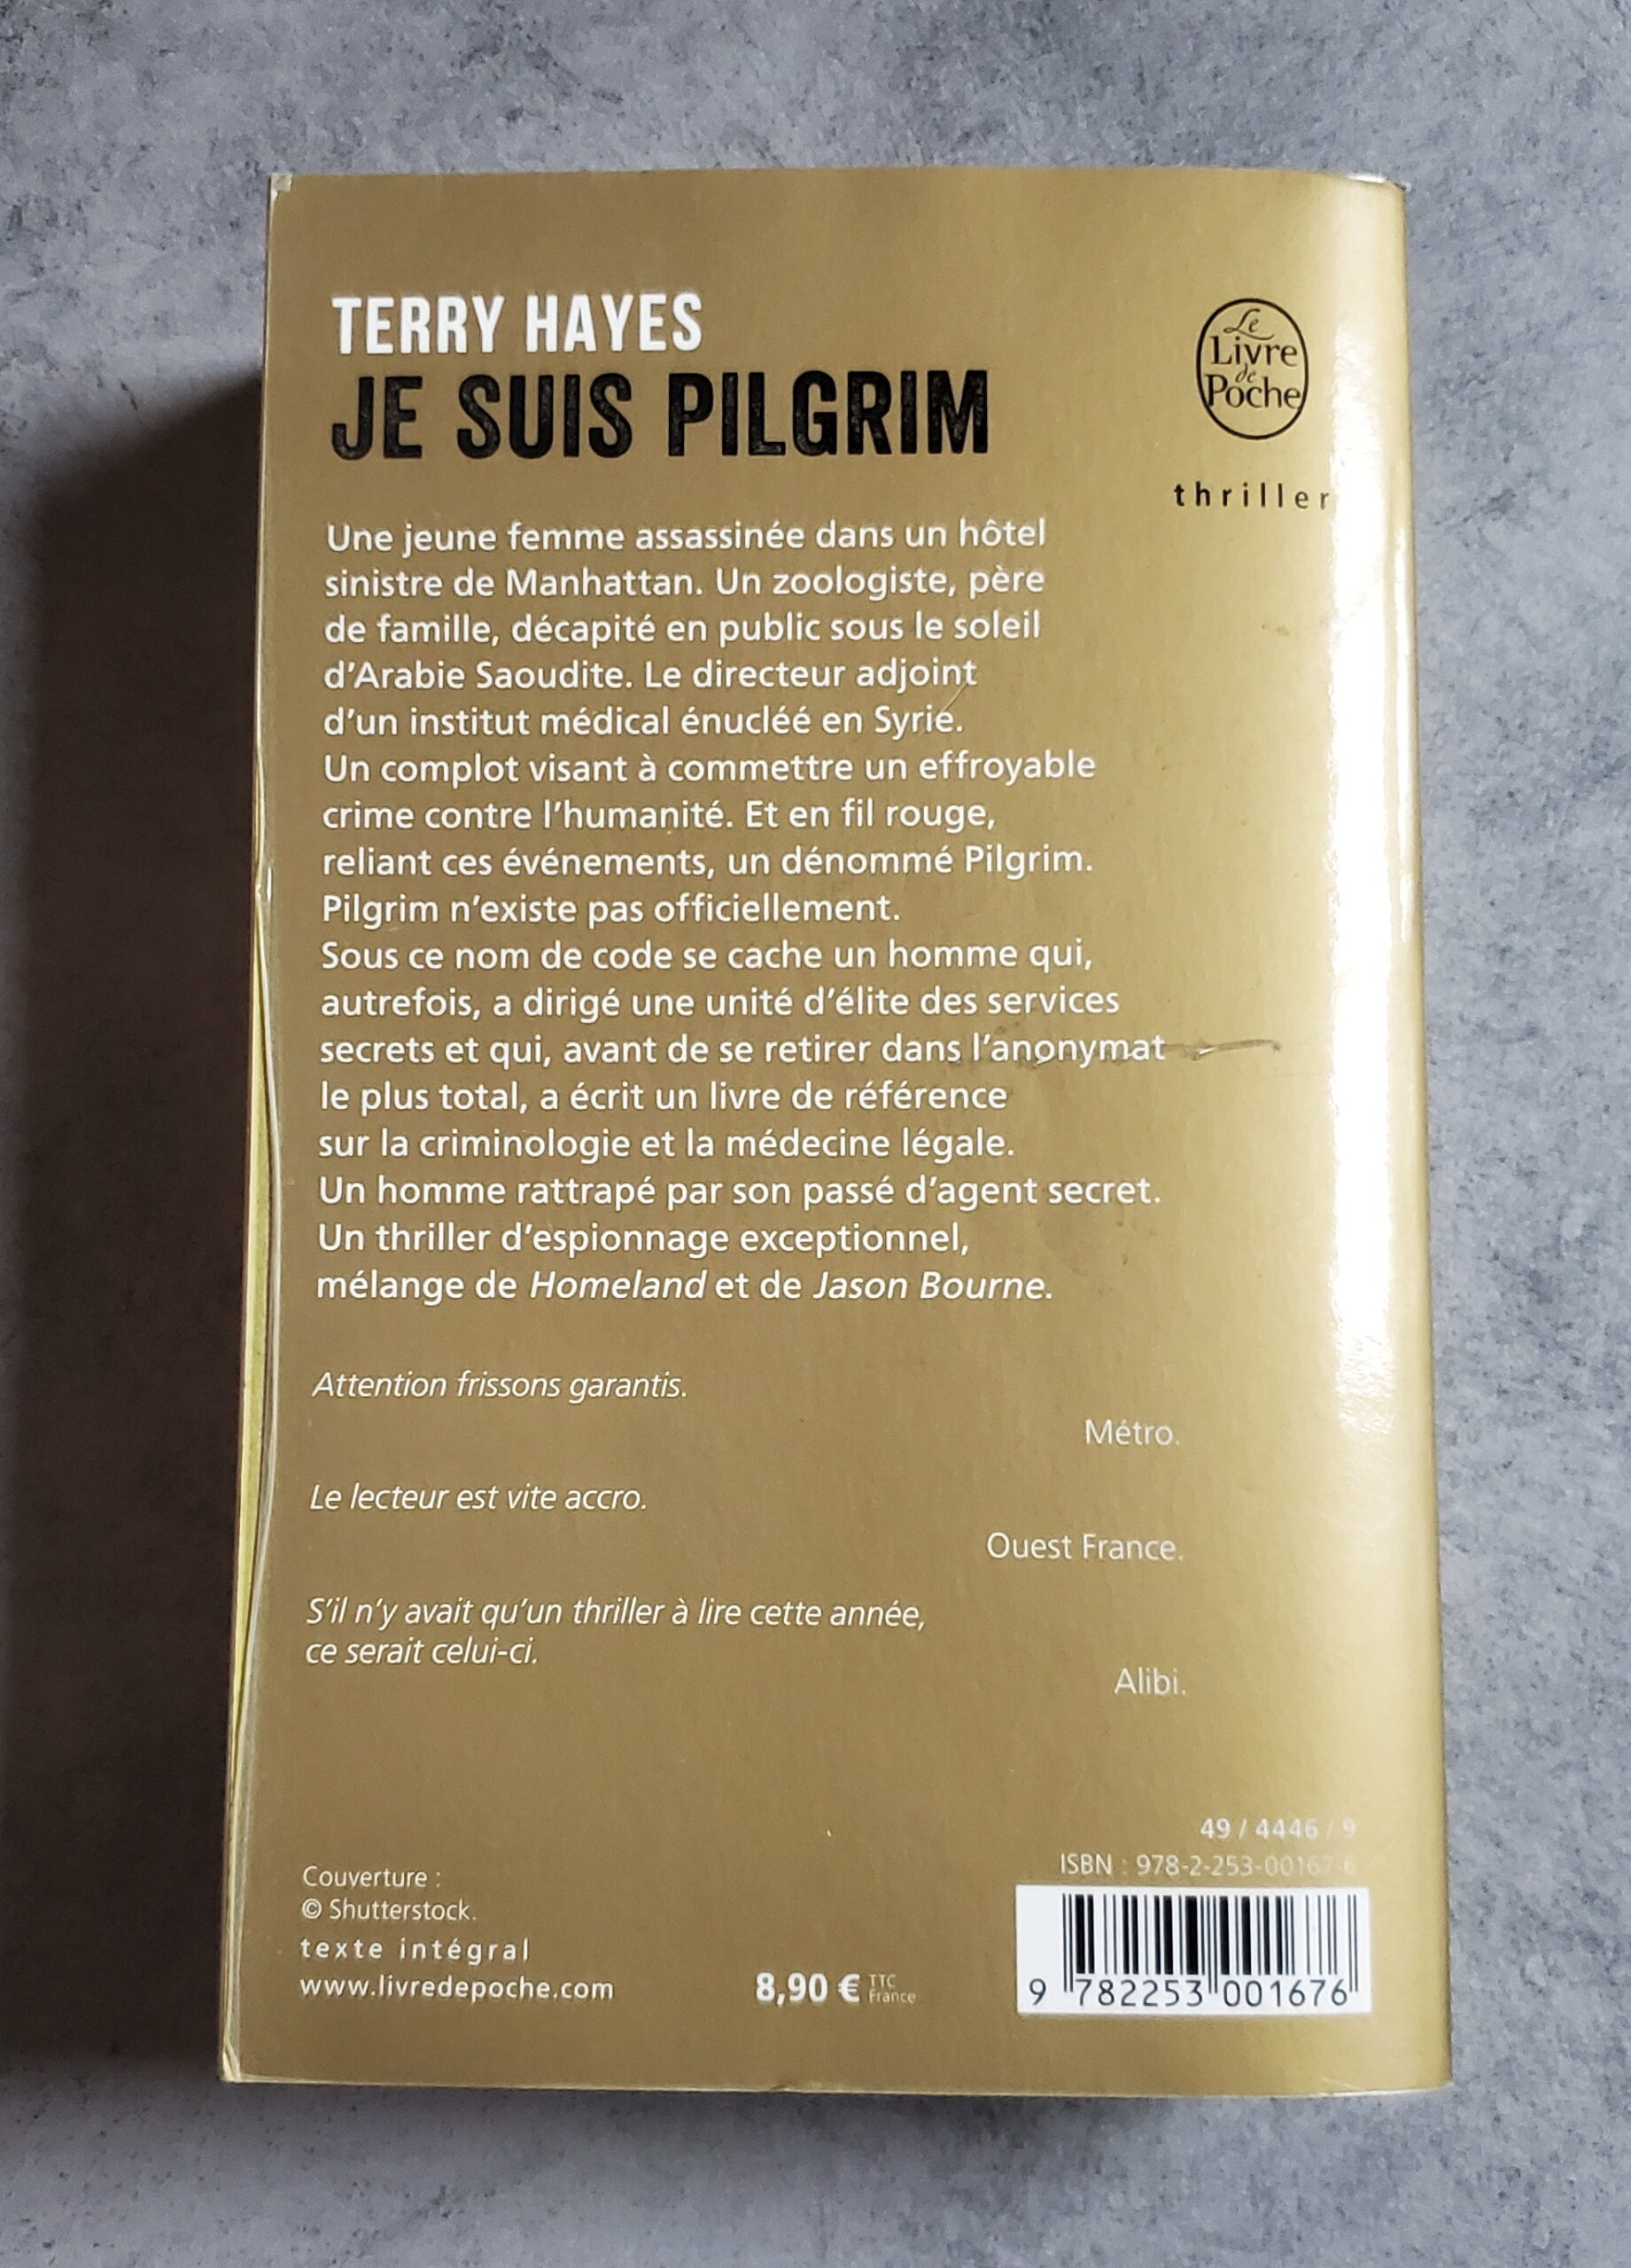 TERRY HAYES
JE SUIS PILGRIM
Le
Livre
de
Poche
thriller
Une jeune femme assassinée dans un hôtel
sinistre de Manhattan. Un zoologiste, père
de famille, décapité en public sous le soleil
d'Arabie Saoudite. Le directeur adjoint
d'un institut médical énucléé en Syrie.
Un complot visant à commettre un effroyable
crime contre l'humanité. Et en fil rouge,
reliant ces événements, un dénommé Pilgrim.
Pilgrim n'existe pas officiellement.
Sous ce nom de code se cache un homme qui,
autrefois, a dirigé une unité d'élite des services
secrets et qui, avant de se retirer dans l'anonymat
le plus total, a écrit un livre de référence
sur la criminologie et la médecine légale.
Un homme rattrapé par son passé d'agent secret.
Un thriller d'espionnage exceptionnel,
mélange de Homeland et de Jason Bourne.
Attention frissons garantis.
Métro.
Le lecteur est vite accro.
Ouest France.
S'il n'y avait qu'un thriller à lire cette année,
ce serait celui-ci.
Alibi.
Couverture :
© Shutterstock.
texte intégral
www.livredepoche.com
8,90 € TTC
France
49 / 4446 / 9
ISBN : 978-2-253-00167-6
9 782253 001676